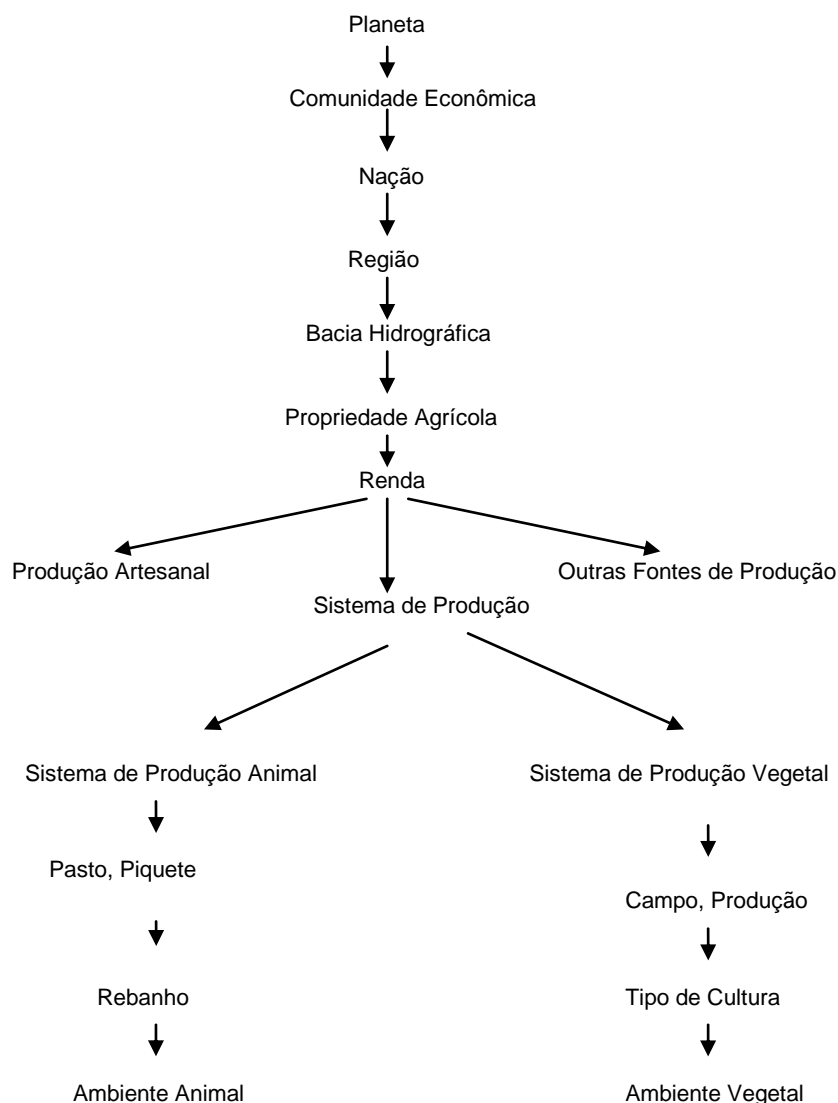 Planeta
Comunidade Econômica
Nação
Região
Bacia Hidrográfica
Propriedade Agrícola
Renda
Produção Artesanal
Outras Fontes de Produção
Sistema de Produção
Sistema de Produção Animal
Sistema de Produção Vegetal
Pasto, Piquete
Campo, Produção
Rebanho
Tipo de Cultura
Ambiente Animal
Ambiente Vegetal